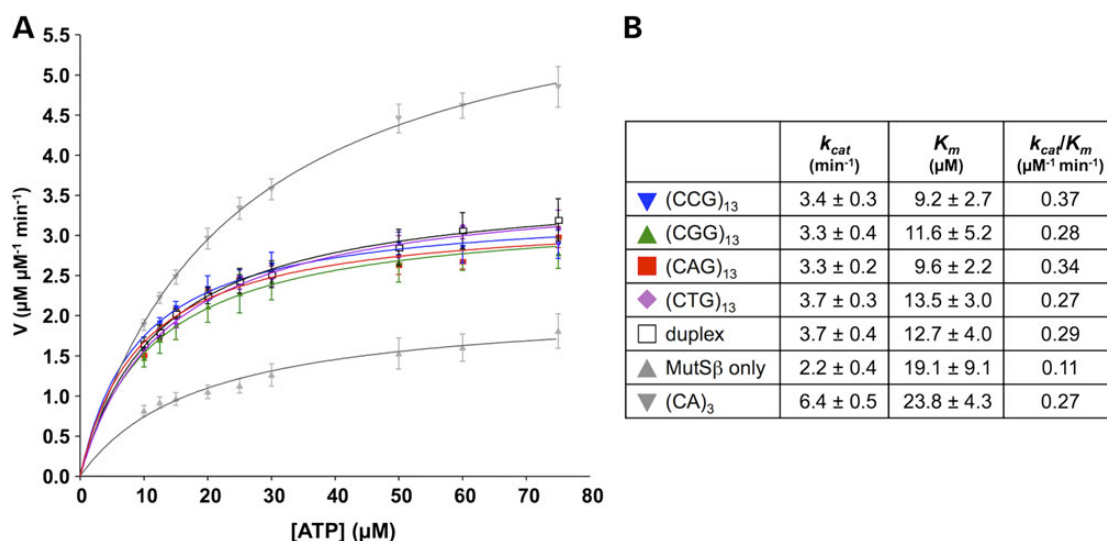 A
V (µM µM⁻¹ min⁻¹)
5.5
5.0
4.5
4.0
3.5
3.0
2.5
2.0
1.5
1.0
0.5
0.0
0 10 20 30 40 50 60 70 80
[ATP] (µM)
B
kcat (min⁻¹) Km (µM) kcat/Km (µM⁻¹ min⁻¹)
(CCG)₁₃ 3.4 ± 0.3 9.2 ± 2.7 0.37
(CGG)₁₃ 3.3 ± 0.4 11.6 ± 5.2 0.28
(CAG)₁₃ 3.3 ± 0.2 9.6 ± 2.2 0.34
(CTG)₁₃ 3.7 ± 0.3 13.5 ± 3.0 0.27
duplex 3.7 ± 0.4 12.7 ± 4.0 0.29
MutSβ only 2.2 ± 0.4 19.1 ± 9.1 0.11
(CA)₃ 6.4 ± 0.5 23.8 ± 4.3 0.27